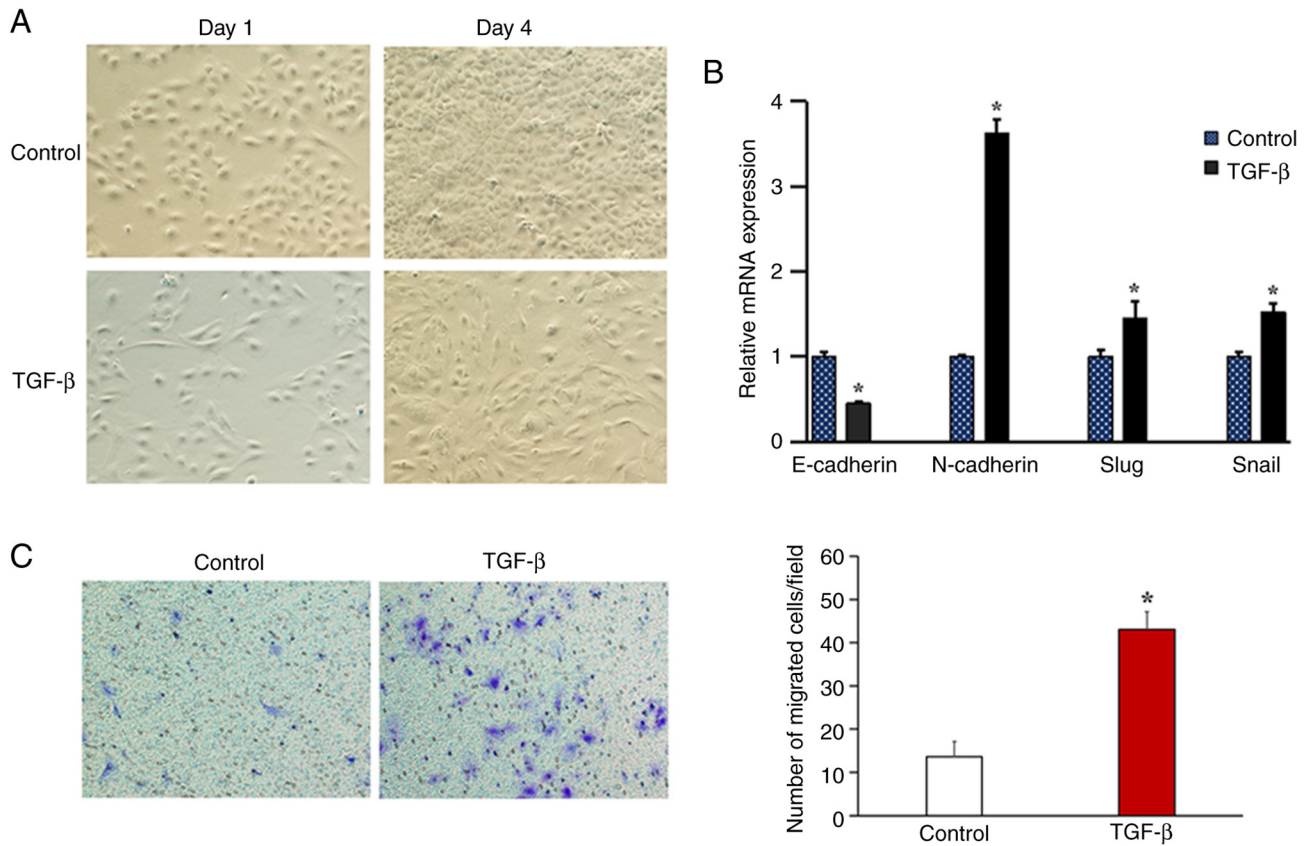 A
Day 1
Day 4
Control
TGF-β
B
Relative mRNA expression
4
3
2
1
0
*
*
*
*
Control
TGF-β
E-cadherin
N-cadherin
Slug
Snail
C
Control
TGF-β
Number of migrated cells/field
60
50
40
30
20
10
0
*
Control
TGF-β